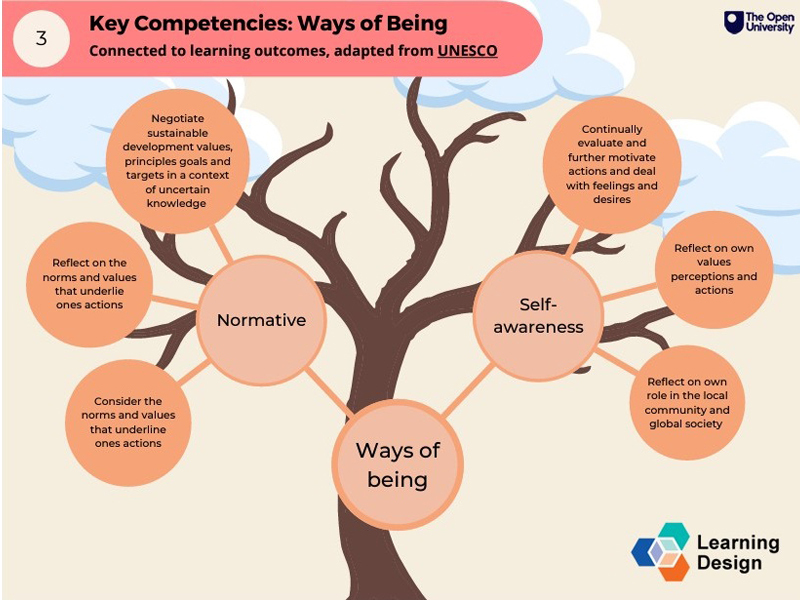 3
Key Competencies: Ways of Being
Connected to learning outcomes, adapted from UNESCO
The Open
University
Negotiate
sustainable
development values,
principles goals and
targets in a context
of uncertain
knowledge
Reflect on the
norms and values
that underlie
ones actions
Consider the
norms and values
that underline
ones actions
Normative
Ways of
being
Self-
awareness
Continually
evaluate and
further motivate
actions and deal
with feelings and
desires
Reflect on own
values
perceptions and
actions
Reflect on own
role in the local
community and
global society
Learning
Design